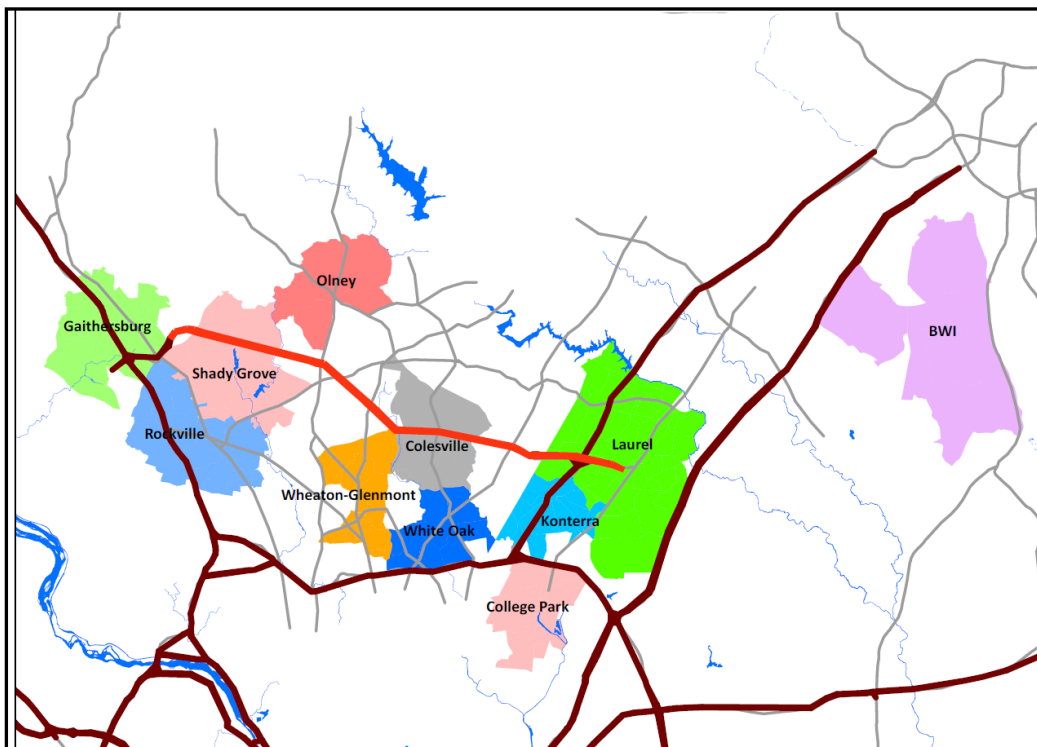 Olney
Gaithersburg
BWI
Shady Grove
Rockville
Colesville
Laurel
Wheaton-Glenmont
Konterra
White Oak
College Park